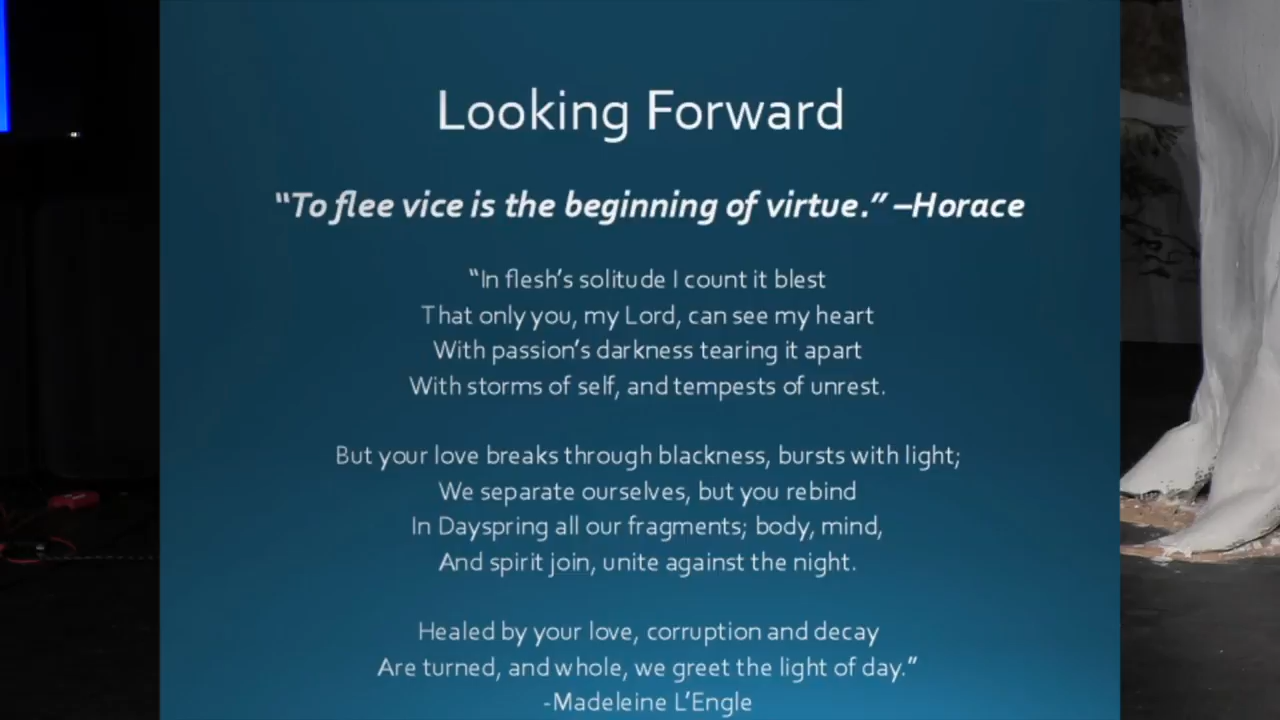 Looking Forward
“To flee vice is the beginning of virtue.” –Horace
“In flesh’s solitude I count it blest
That only you, my Lord, can see my heart
With passion’s darkness tearing it apart
With storms of self, and tempests of unrest.
But your love breaks through blackness, bursts with light;
We separate ourselves, but you rebind
In Dayspring all our fragments; body, mind,
And spirit join, unite against the night.
Healed by your love, corruption and decay
Are turned, and whole, we greet the light of day.”
-Madeleine L’Engle